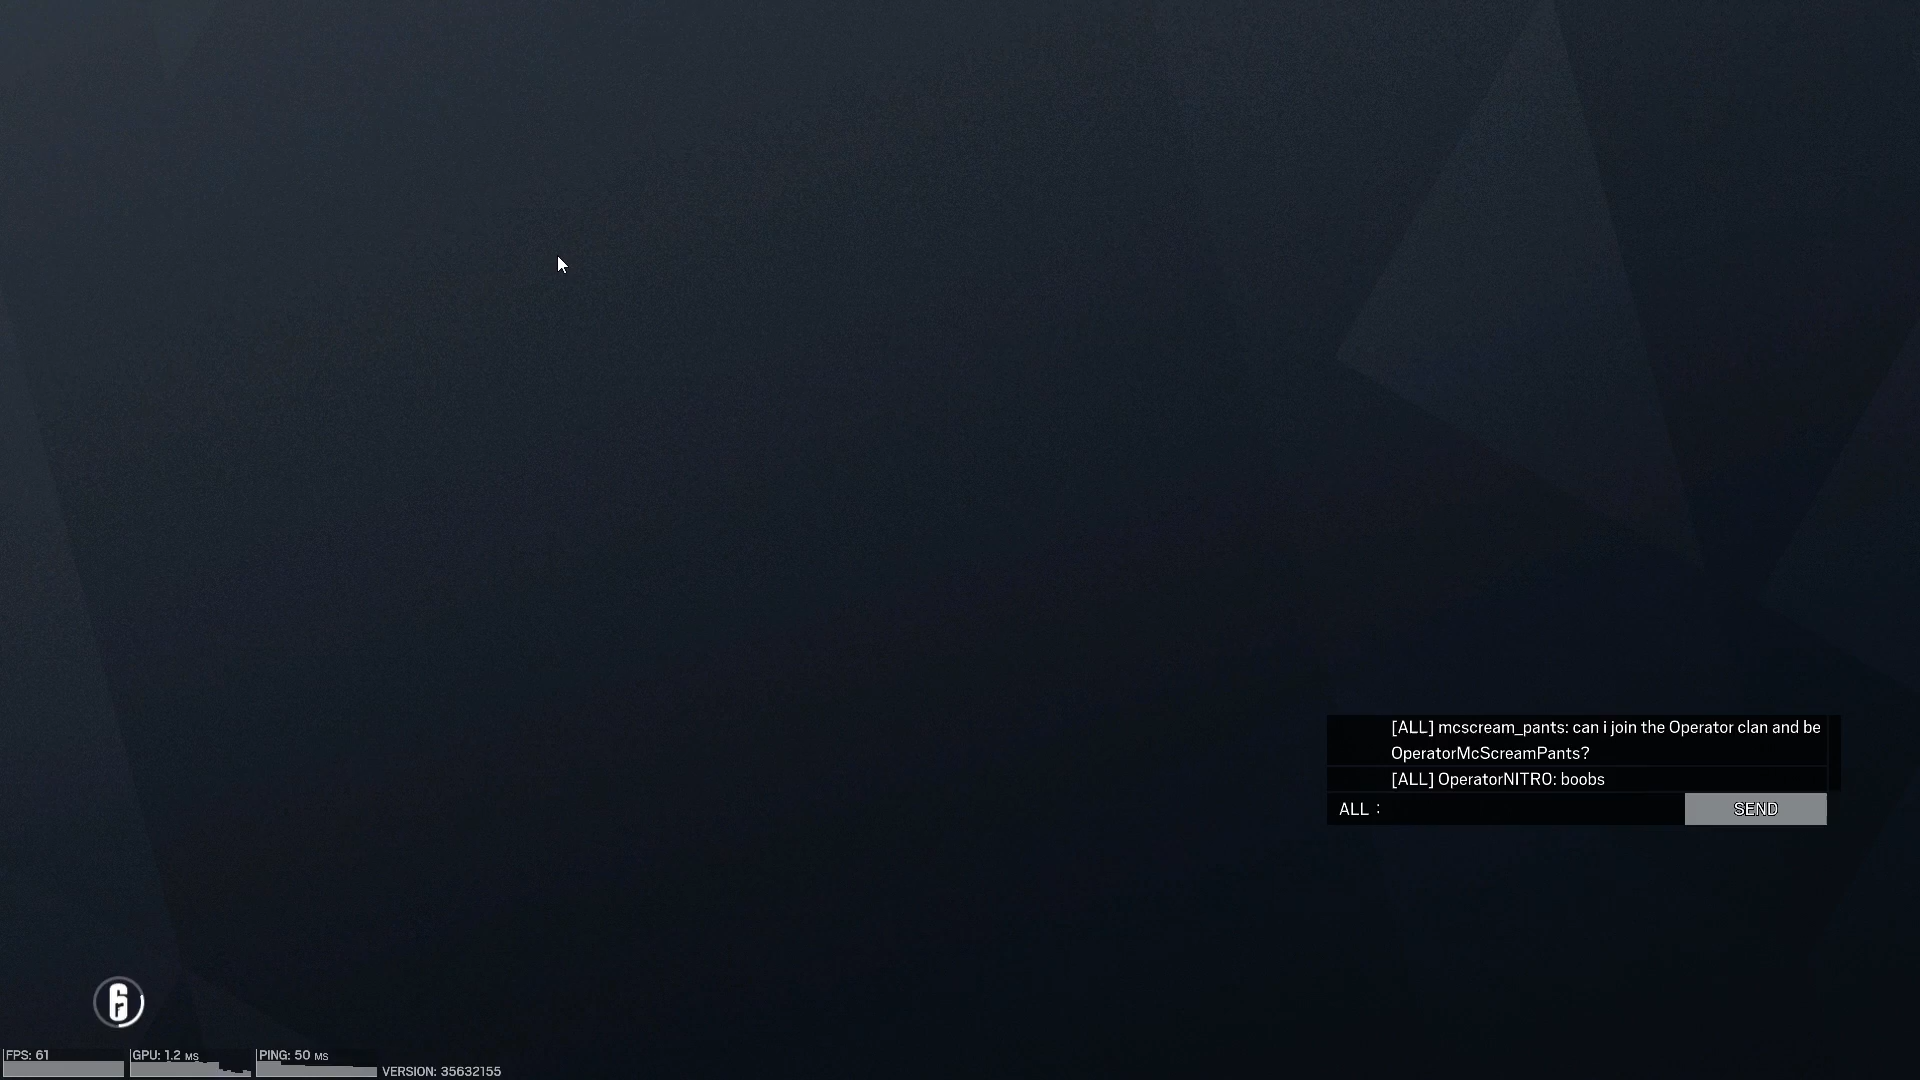 [ALL] mcscream_pants: can i join the Operator clan and be
OperatorMcScreamPants?
[ALL] OperatorNITRO: boobs
ALL :
SEND
6
FPS: 61
GPU: 1.2 MS
PING: 50 MS
VERSION: 35632155